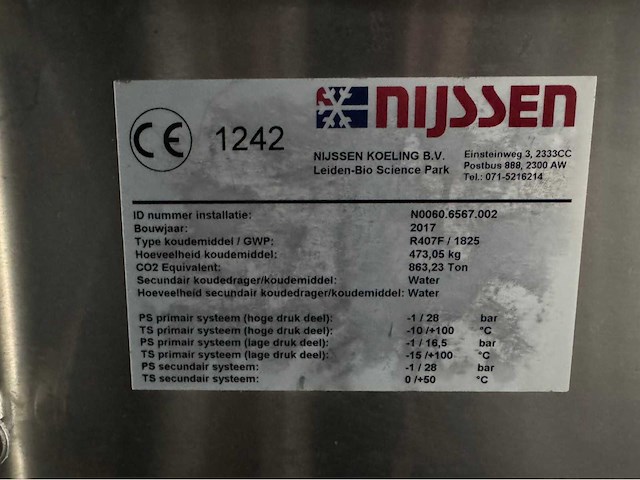 CE 1242 NIJSSEN
NIJSSEN KOELING B.V. Einsteinweg 3, 2333CC
Leiden-Bio Science Park Postbus 888, 2300 AW
Tel.: 071-5216214
ID nummer installatie: N0060.6567.002
Bouwjaar: 2017
Type koudemiddel / GWP: R407F / 1825
Hoeveelheid koudemiddel: 473,05 kg
CO2 Equivalent: 863,23 Ton
Secundair koudedrager/koudemiddel: Water
Hoeveelheid secundair koudedrager/koudemiddel: Water
PS primair systeem (hoge druk deel): -1 / 28 bar
TS primair systeem (hoge druk deel): -10 /+100 °C
PS primair systeem (lage druk deel): -1 / 16,5 bar
TS primair systeem (lage druk deel): -15 /+100 °C
PS secundair systeem: -1 / 28 bar
TS secundair systeem: 0 /+50 °C